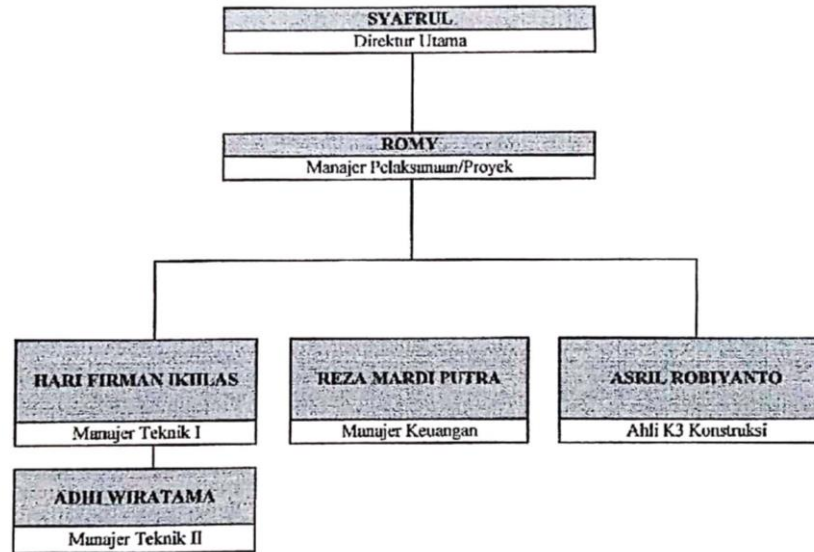 SYAFRUL
Direktur Utama
ROMY
Manajer Pelaksanaan/Proyek
HARI FIRMAN IKHLAS
REZA MARDI PUTRA
ASRIL ROBIYANTO
Manajer Teknik I
Manajer Keuangan
Ahli K3 Konstruksi
ADHI WIRATAMA
Manajer Teknik II